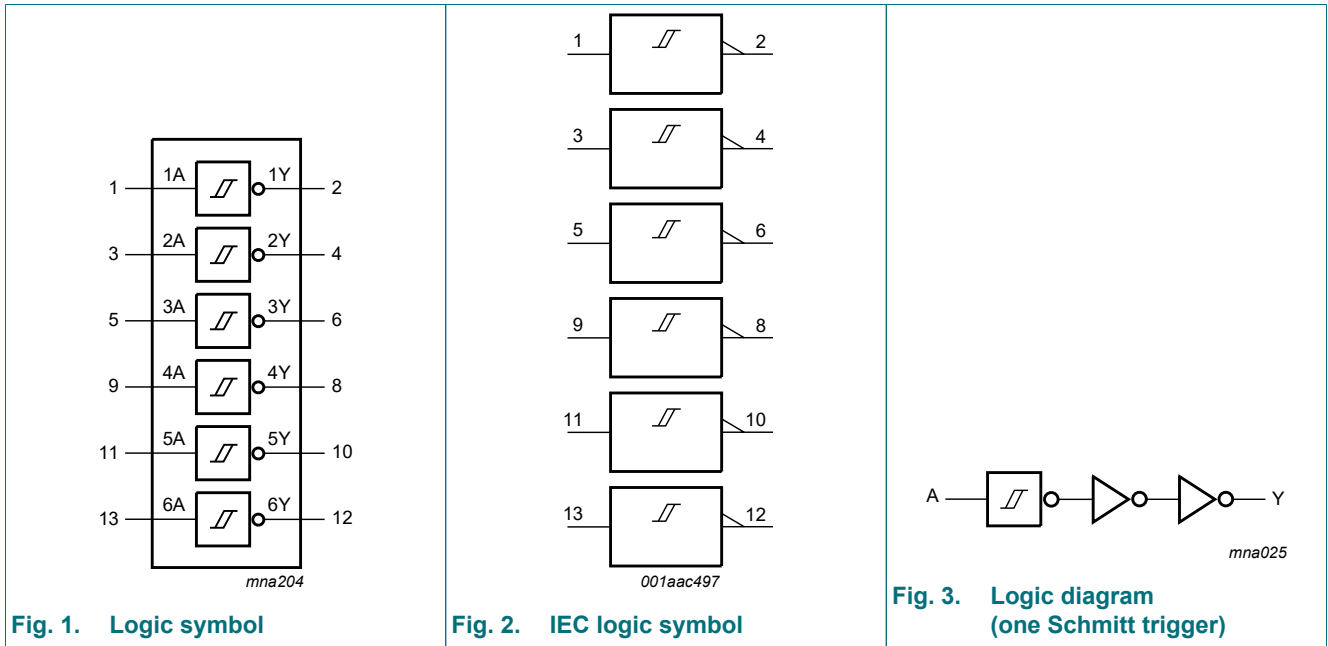 1 1A 1Y 2
3 2A 2Y 4
5 3A 3Y 6
9 4A 4Y 8
11 5A 5Y 10
13 6A 6Y 12
mna204
Fig. 1. Logic symbol
1 2
3 4
5 6
9 8
11 10
13 12
001aac497
Fig. 2. IEC logic symbol
A Y
mna025
Fig. 3. Logic diagram
(one Schmitt trigger)